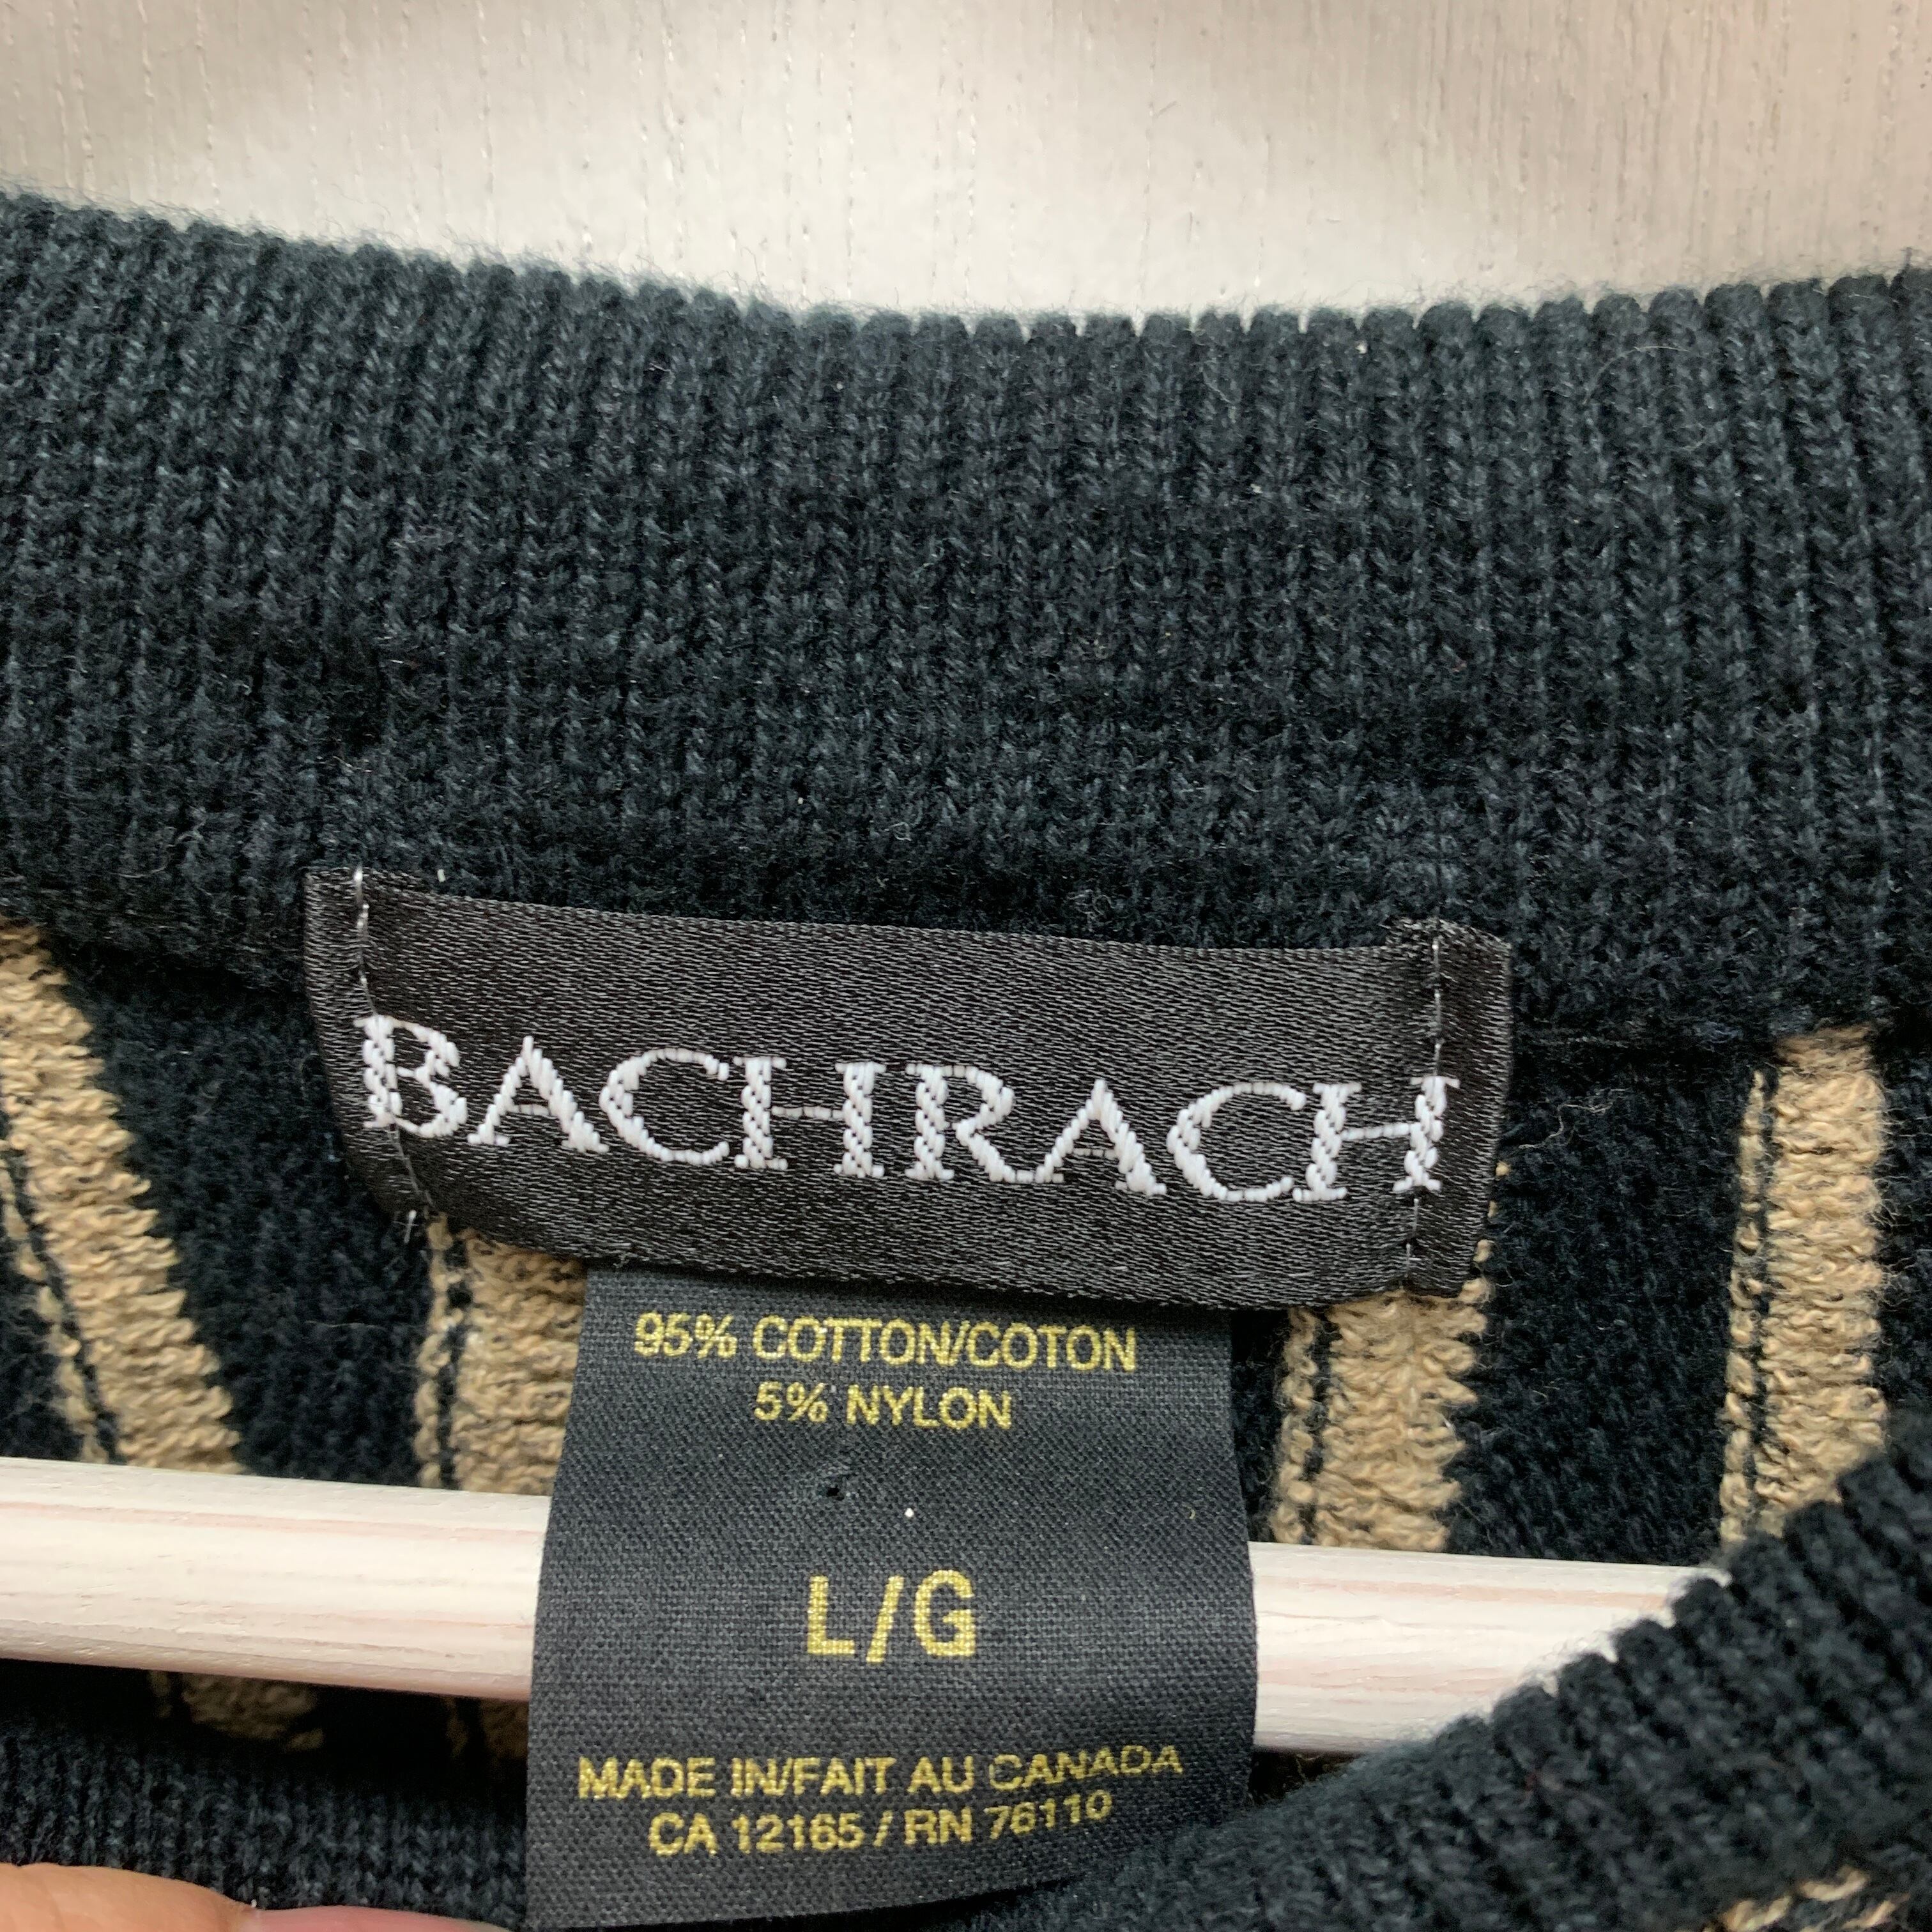 BACHRACH
95% COTTON/COTON
5% NYLON
L/G
MADE IN/FAIT AU CANADA
CA 12165 / RN 76110